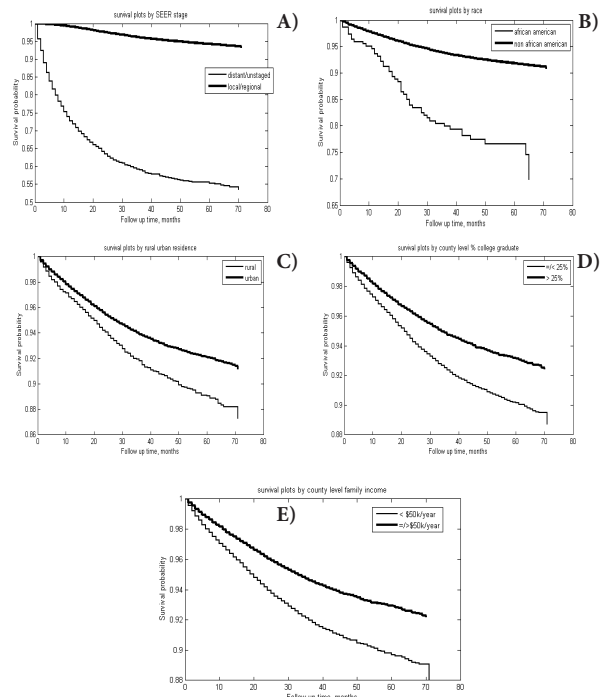 survival plots by SEER stage
A)
1
0.95
0.9
0.85
0.8
0.75
0.7
0.65
0.6
0.55
0.5
Survival probability
distant/unstaged
local/regional
0 10 20 30 40 50 60 70 80
Follow up time, months
survival plots by race
B)
1
0.95
0.9
0.85
0.8
0.75
0.7
0.65
Survival probability
african american
non african american
0 10 20 30 40 50 60 70 80
Follow up time, months
survival plots by rural urban residence
C)
1
0.98
0.96
0.94
0.92
0.9
0.88
0.86
Survival probability
rural
urban
0 10 20 30 40 50 60 70 80
Follow up time, months
survival plots by county level % college graduate
D)
1
0.98
0.96
0.94
0.92
0.9
0.88
Survival probability
=/< 25%
> 25%
0 10 20 30 40 50 60 70 80
Follow up time, months
survival plots by county level family income
E)
1
0.98
0.96
0.94
0.92
0.9
0.88
Survival probability
< $50k/year
=/>$50k/year
0 10 20 30 40 50 60 70 80
Follow up time, months